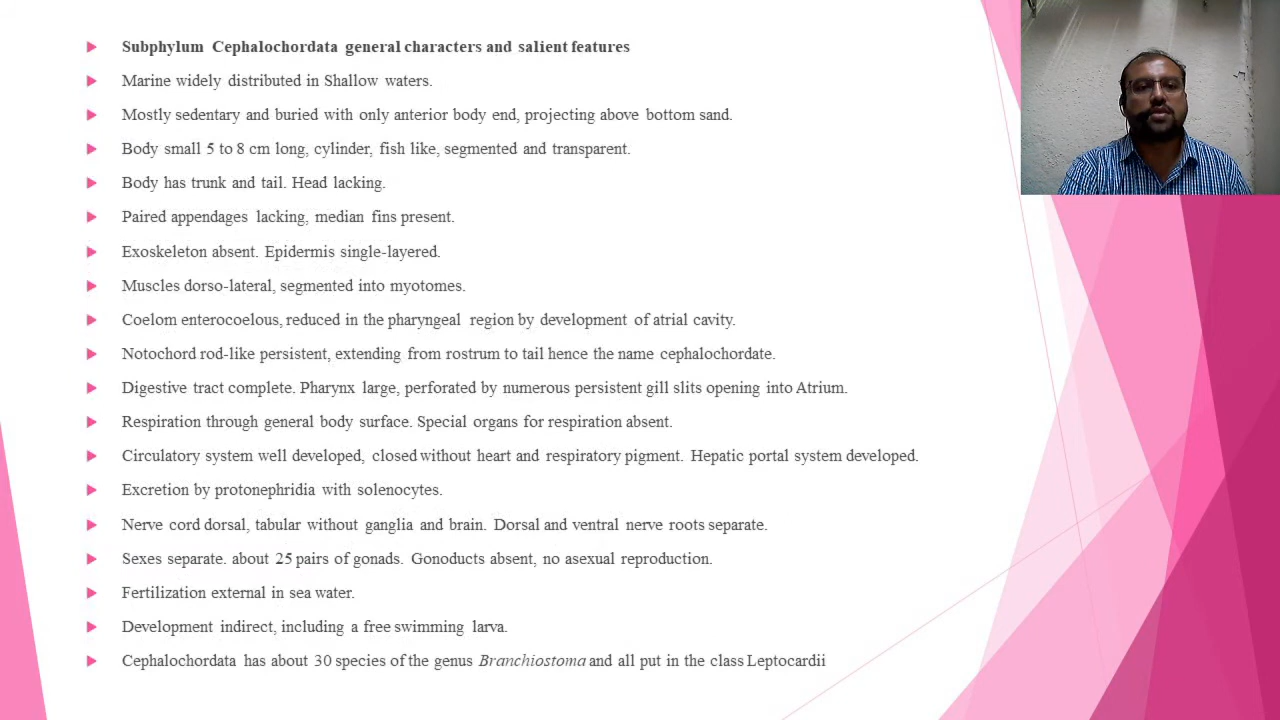 Subphylum Cephalochordata general characters and salient features
Marine widely distributed in Shallow waters.
Mostly sedentary and buried with only anterior body end, projecting above bottom sand.
Body small 5 to 8 cm long, cylinder, fish like, segmented and transparent.
Body has trunk and tail. Head lacking.
Paired appendages lacking, median fins present.
Exoskeleton absent. Epidermis single-layered.
Muscles dorso-lateral, segmented into myotomes.
Coelom enterocoelous, reduced in the pharyngeal region by development of atrial cavity.
Notochord rod-like persistent, extending from rostrum to tail hence the name cephalochordate.
Digestive tract complete. Pharynx large, perforated by numerous persistent gill slits opening into Atrium.
Respiration through general body surface. Special organs for respiration absent.
Circulatory system well developed, closed without heart and respiratory pigment. Hepatic portal system developed.
Excretion by protonephridia with solenocytes.
Nerve cord dorsal, tabular without ganglia and brain. Dorsal and ventral nerve roots separate.
Sexes separate. about 25 pairs of gonads. Gonoducts absent, no asexual reproduction.
Fertilization external in sea water.
Development indirect, including a free swimming larva.
Cephalochordata has about 30 species of the genus Branchiostoma and all put in the class Leptocardii